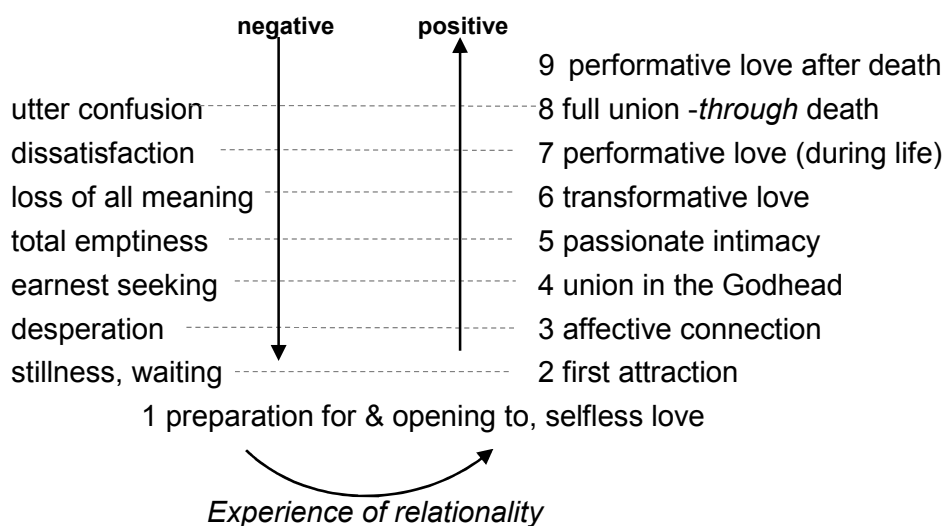 negative positive
9 performative love after death
utter confusion 8 full union -through death
dissatisfaction 7 performative love (during life)
loss of all meaning 6 transformative love
total emptiness 5 passionate intimacy
earnest seeking 4 union in the Godhead
desperation 3 affective connection
stillness, waiting 2 first attraction
1 preparation for & opening to, selfless love
Experience of relationality